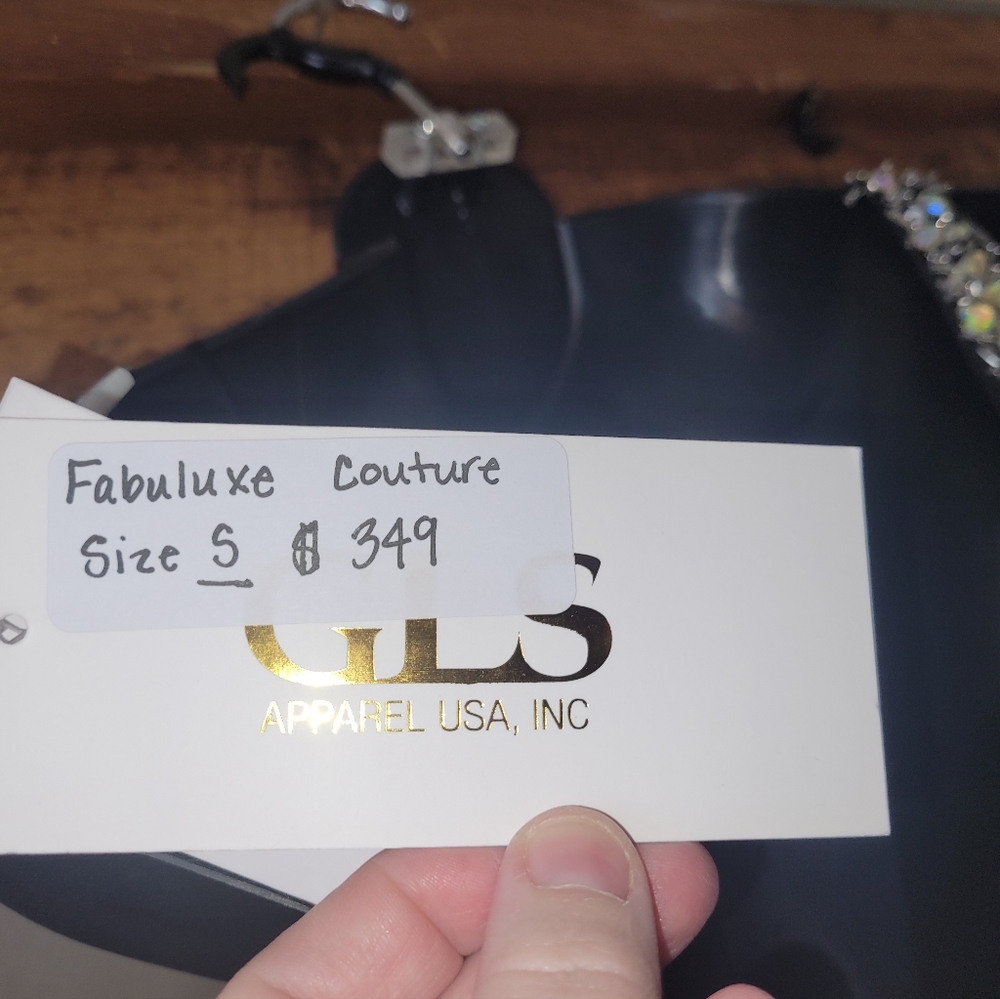 Fabuluxe Couture
Size S $ 349
GLS
APPAREL USA, INC